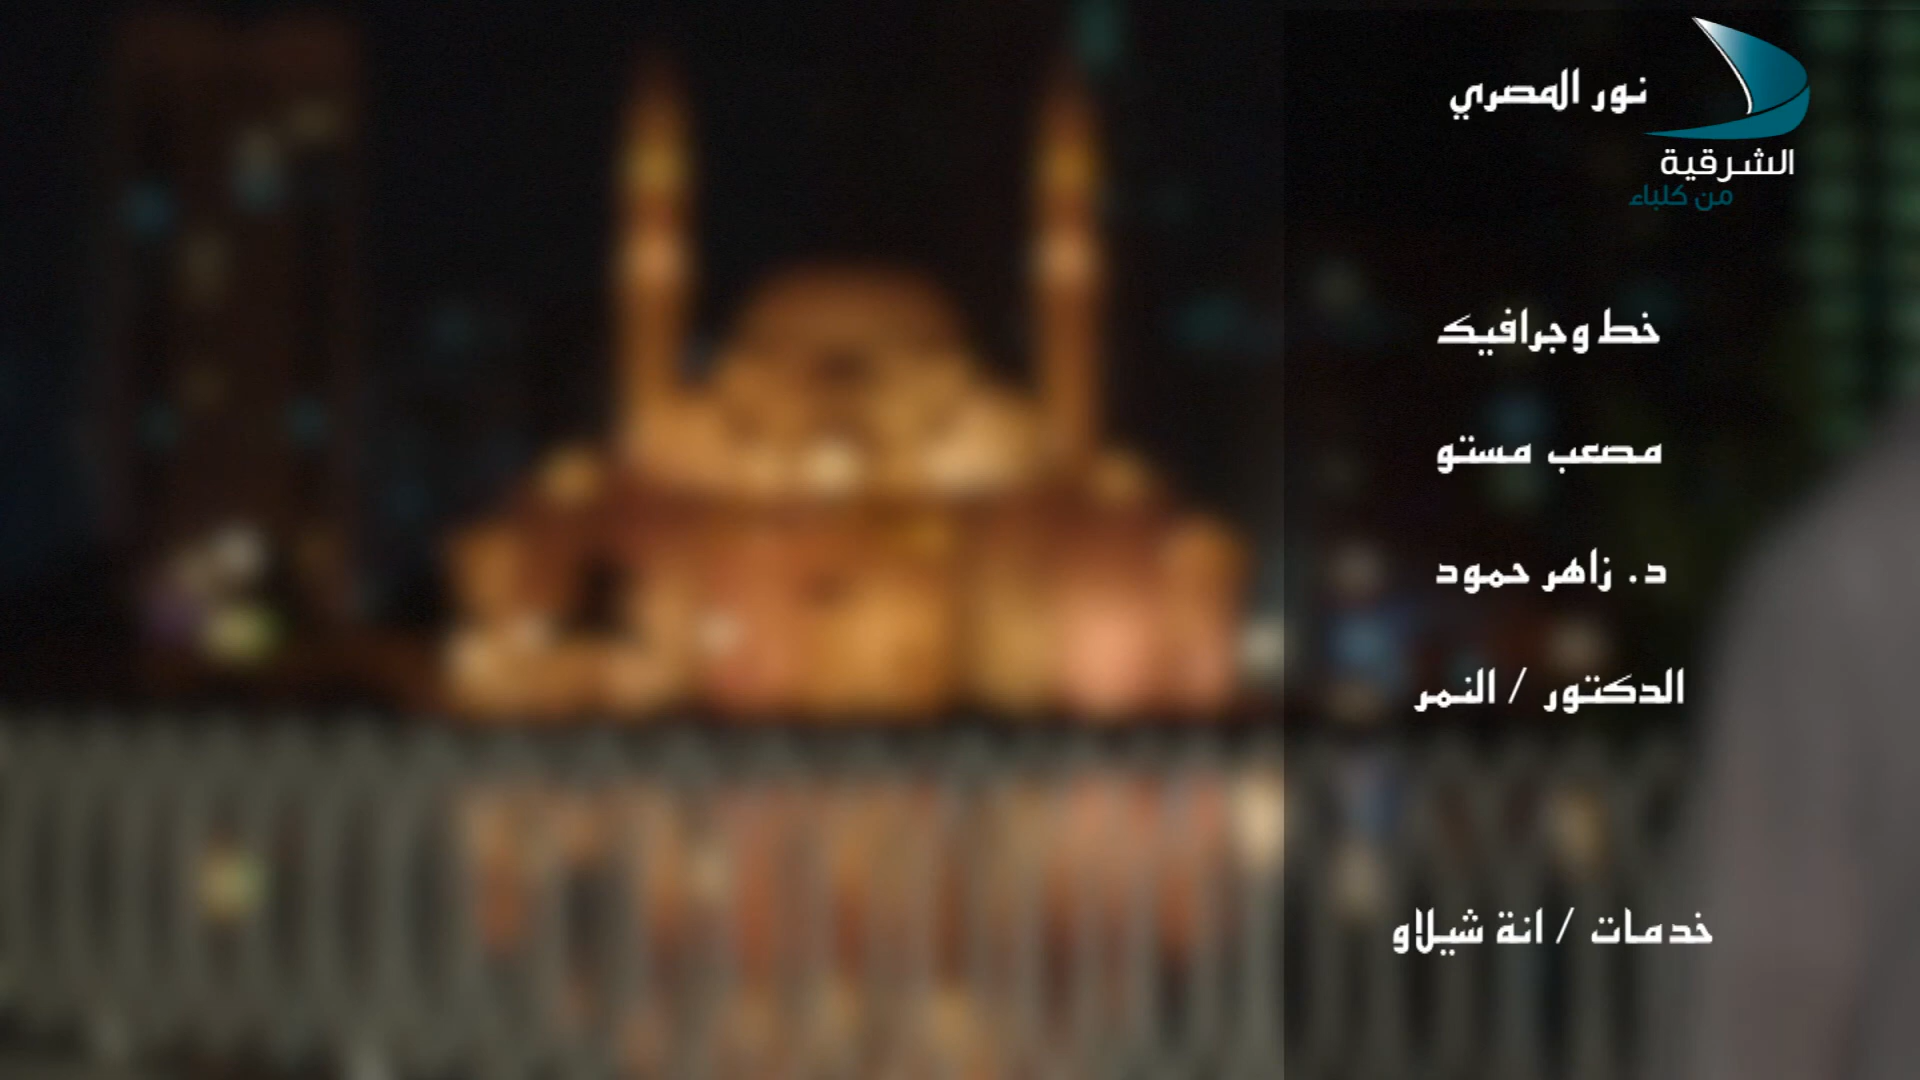 نور المصري
الشرقية
من كلباء
خط وجرافيك
مصعب مستو
د. زاهر حمود
الدكتور / النمر
خدمات / انة شيلاو